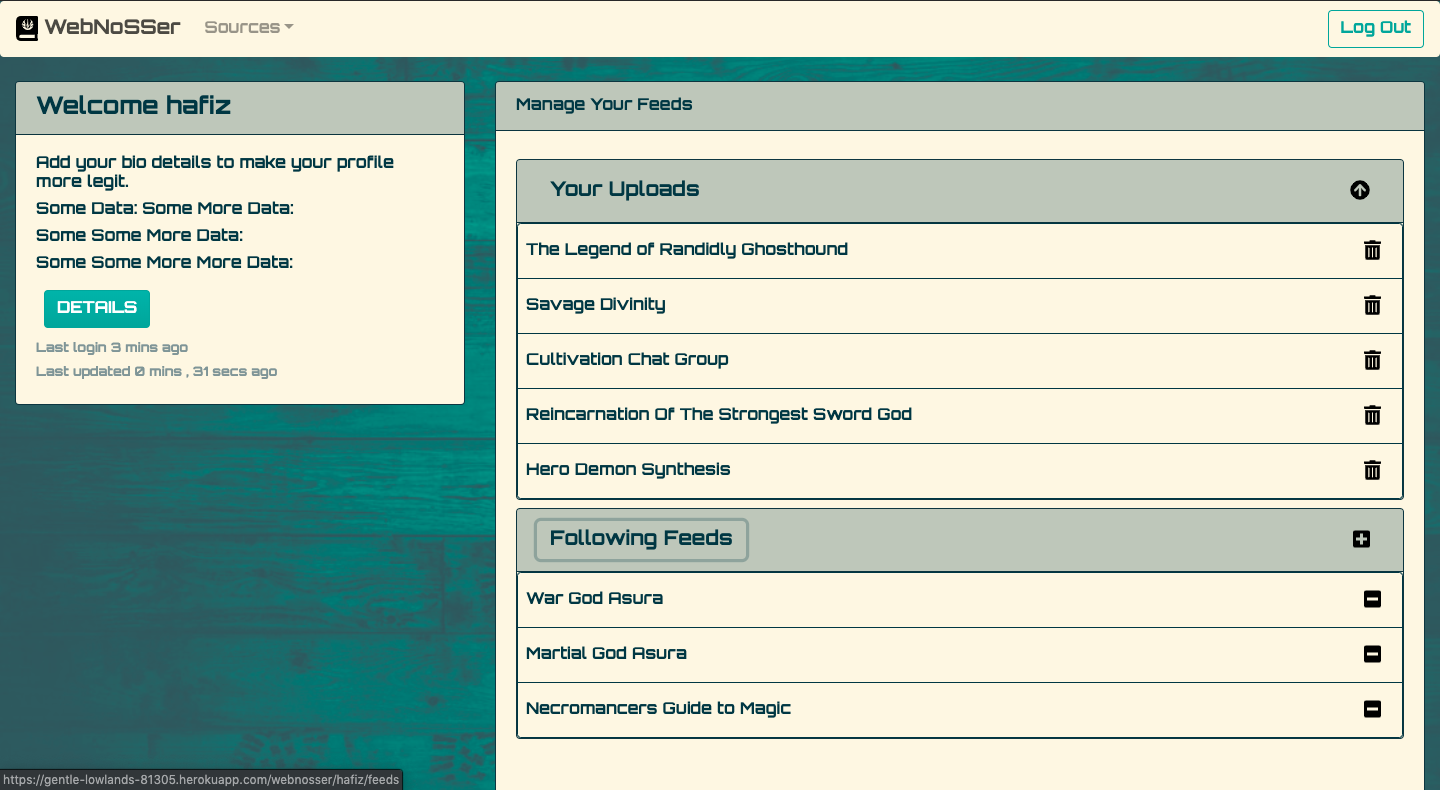 WebNoSSer Sources Log Out
Welcome hafiz
Add your bio details to make your profile
more legit.
Some Data: Some More Data:
Some Some More Data:
Some Some More More Data:
DETAILS
Last login 3 mins ago
Last updated 0 mins , 31 secs ago
Manage Your Feeds
Your Uploads
The Legend of Randidly Ghosthound
Savage Divinity
Cultivation Chat Group
Reincarnation Of The Strongest Sword God
Hero Demon Synthesis
Following Feeds
War God Asura
Martial God Asura
Necromancers Guide to Magic
https://gentle-lowlands-81305.herokuapp.com/webnosser/hafiz/feeds